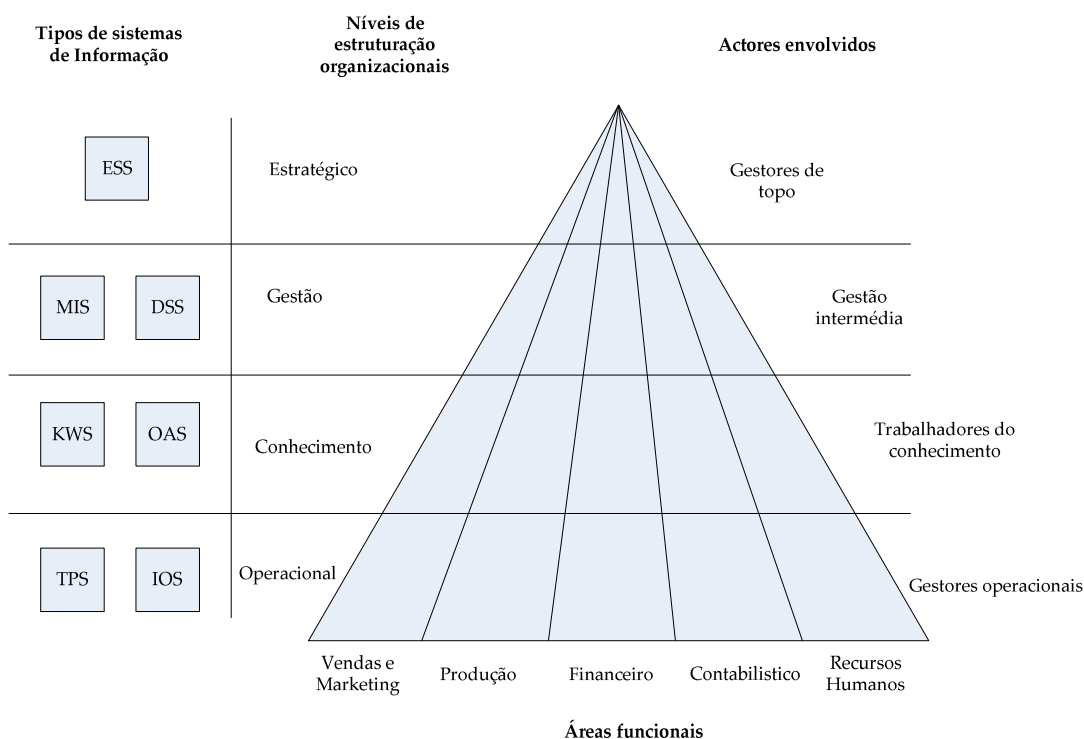 Tipos de sistemas
de Informação
Níveis de
estruturação
organizacionais
Actores envolvidos
ESS
Estratégico
Gestores de
topo
MIS
DSS
Gestão
Gestão
intermédia
KWS
OAS
Conhecimento
Trabalhadores do
conhecimento
TPS
IOS
Operacional
Gestores operacionais
Vendas e
Marketing
Produção
Financeiro
Contabilistico
Recursos
Humanos
Áreas funcionais